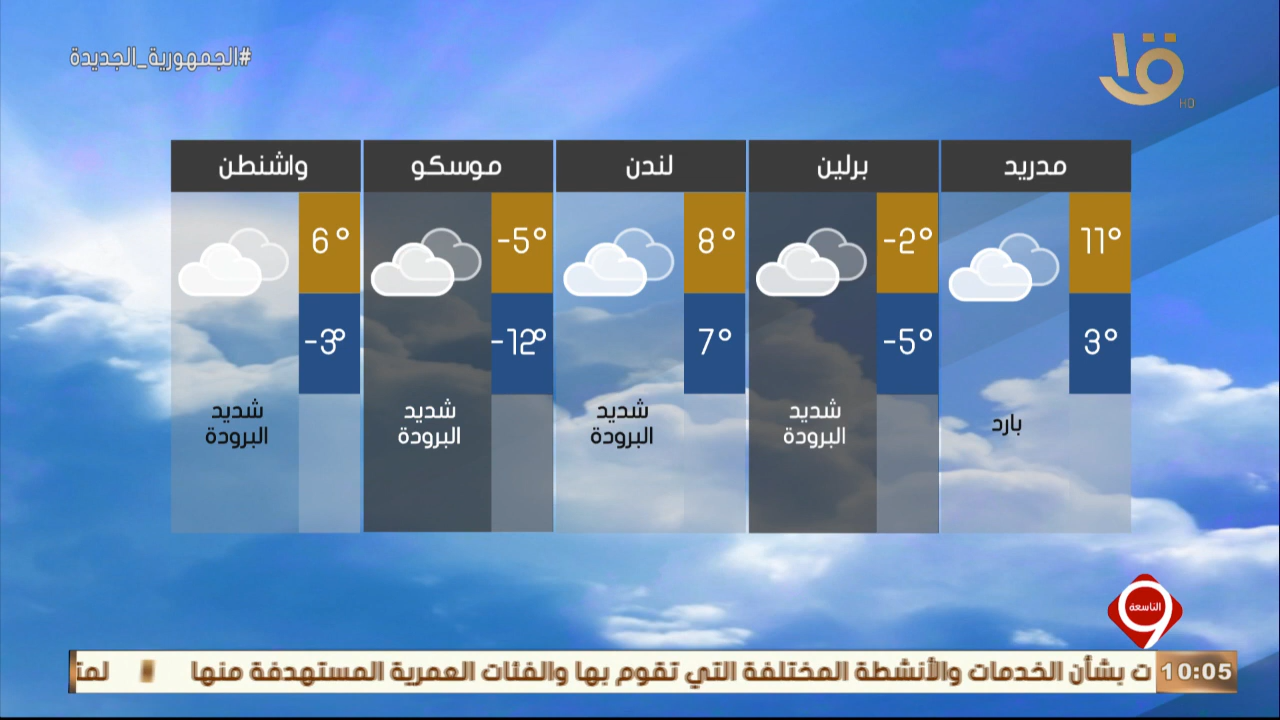 #الجمهورية_الجديدة
HD
مدريد
11°
3°
بارد
برلين
-2°
-5°
شديد
البرودة
لندن
8°
7°
شديد
البرودة
موسكو
-5°
-12°
شديد
البرودة
واشنطن
6°
-3°
شديد
البرودة
التاسعة
9
10:05
ت بشأن الخدمات والأنشطة المختلفة التي تقوم بها والفئات العمرية المستهدفة منها